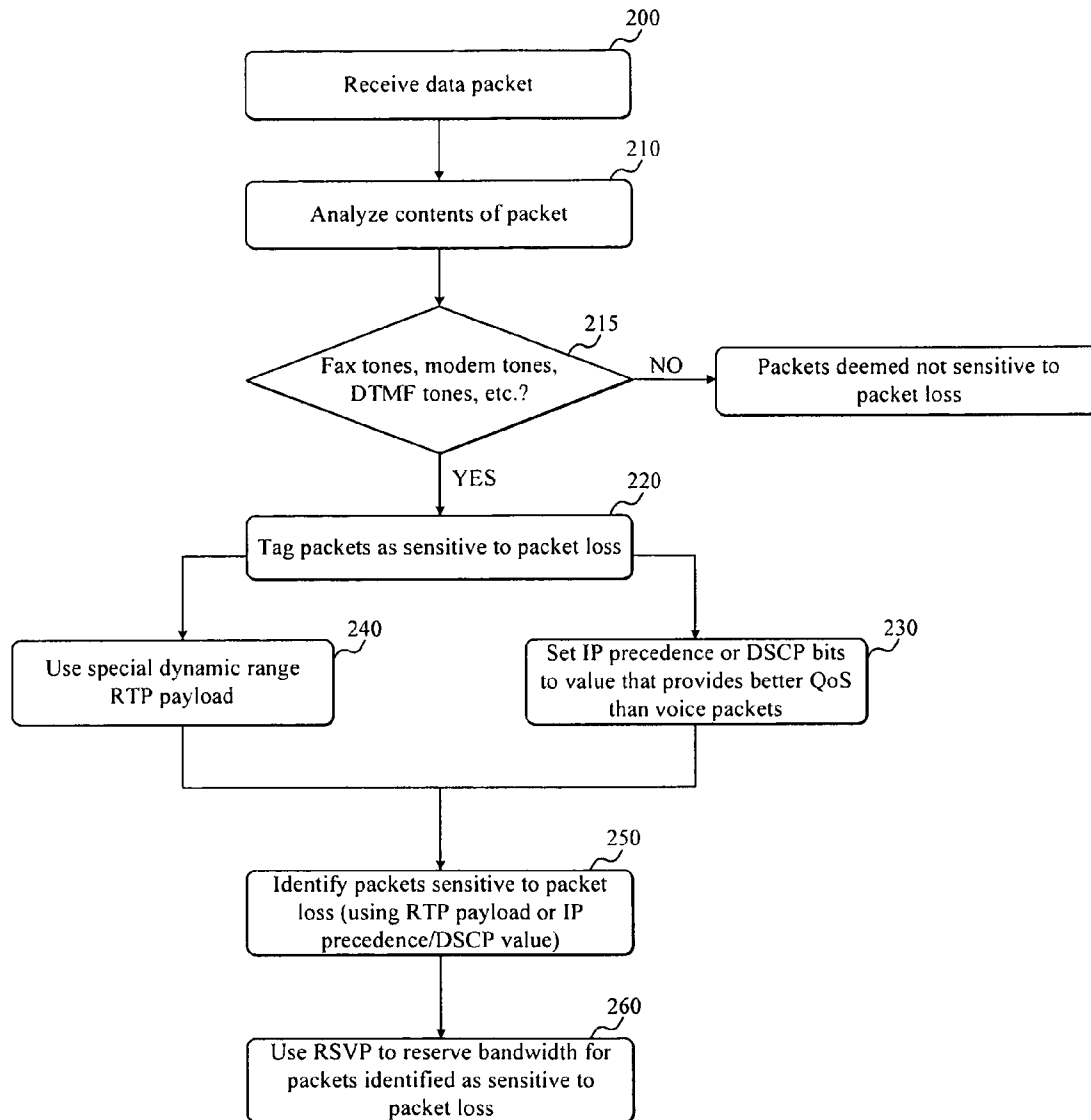 200
Receive data packet
210
Analyze contents of packet
215
Fax tones, modem tones,
DTMF tones, etc.?
NO
Packets deemed not sensitive to
packet loss
YES
220
Tag packets as sensitive to packet loss
240
Use special dynamic range
RTP payload
230
Set IP precedence or DSCP bits
to value that provides better QoS
than voice packets
250
Identify packets sensitive to packet
loss (using RTP payload or IP
precedence/DSCP value)
260
Use RSVP to reserve bandwidth for
packets identified as sensitive to
packet loss